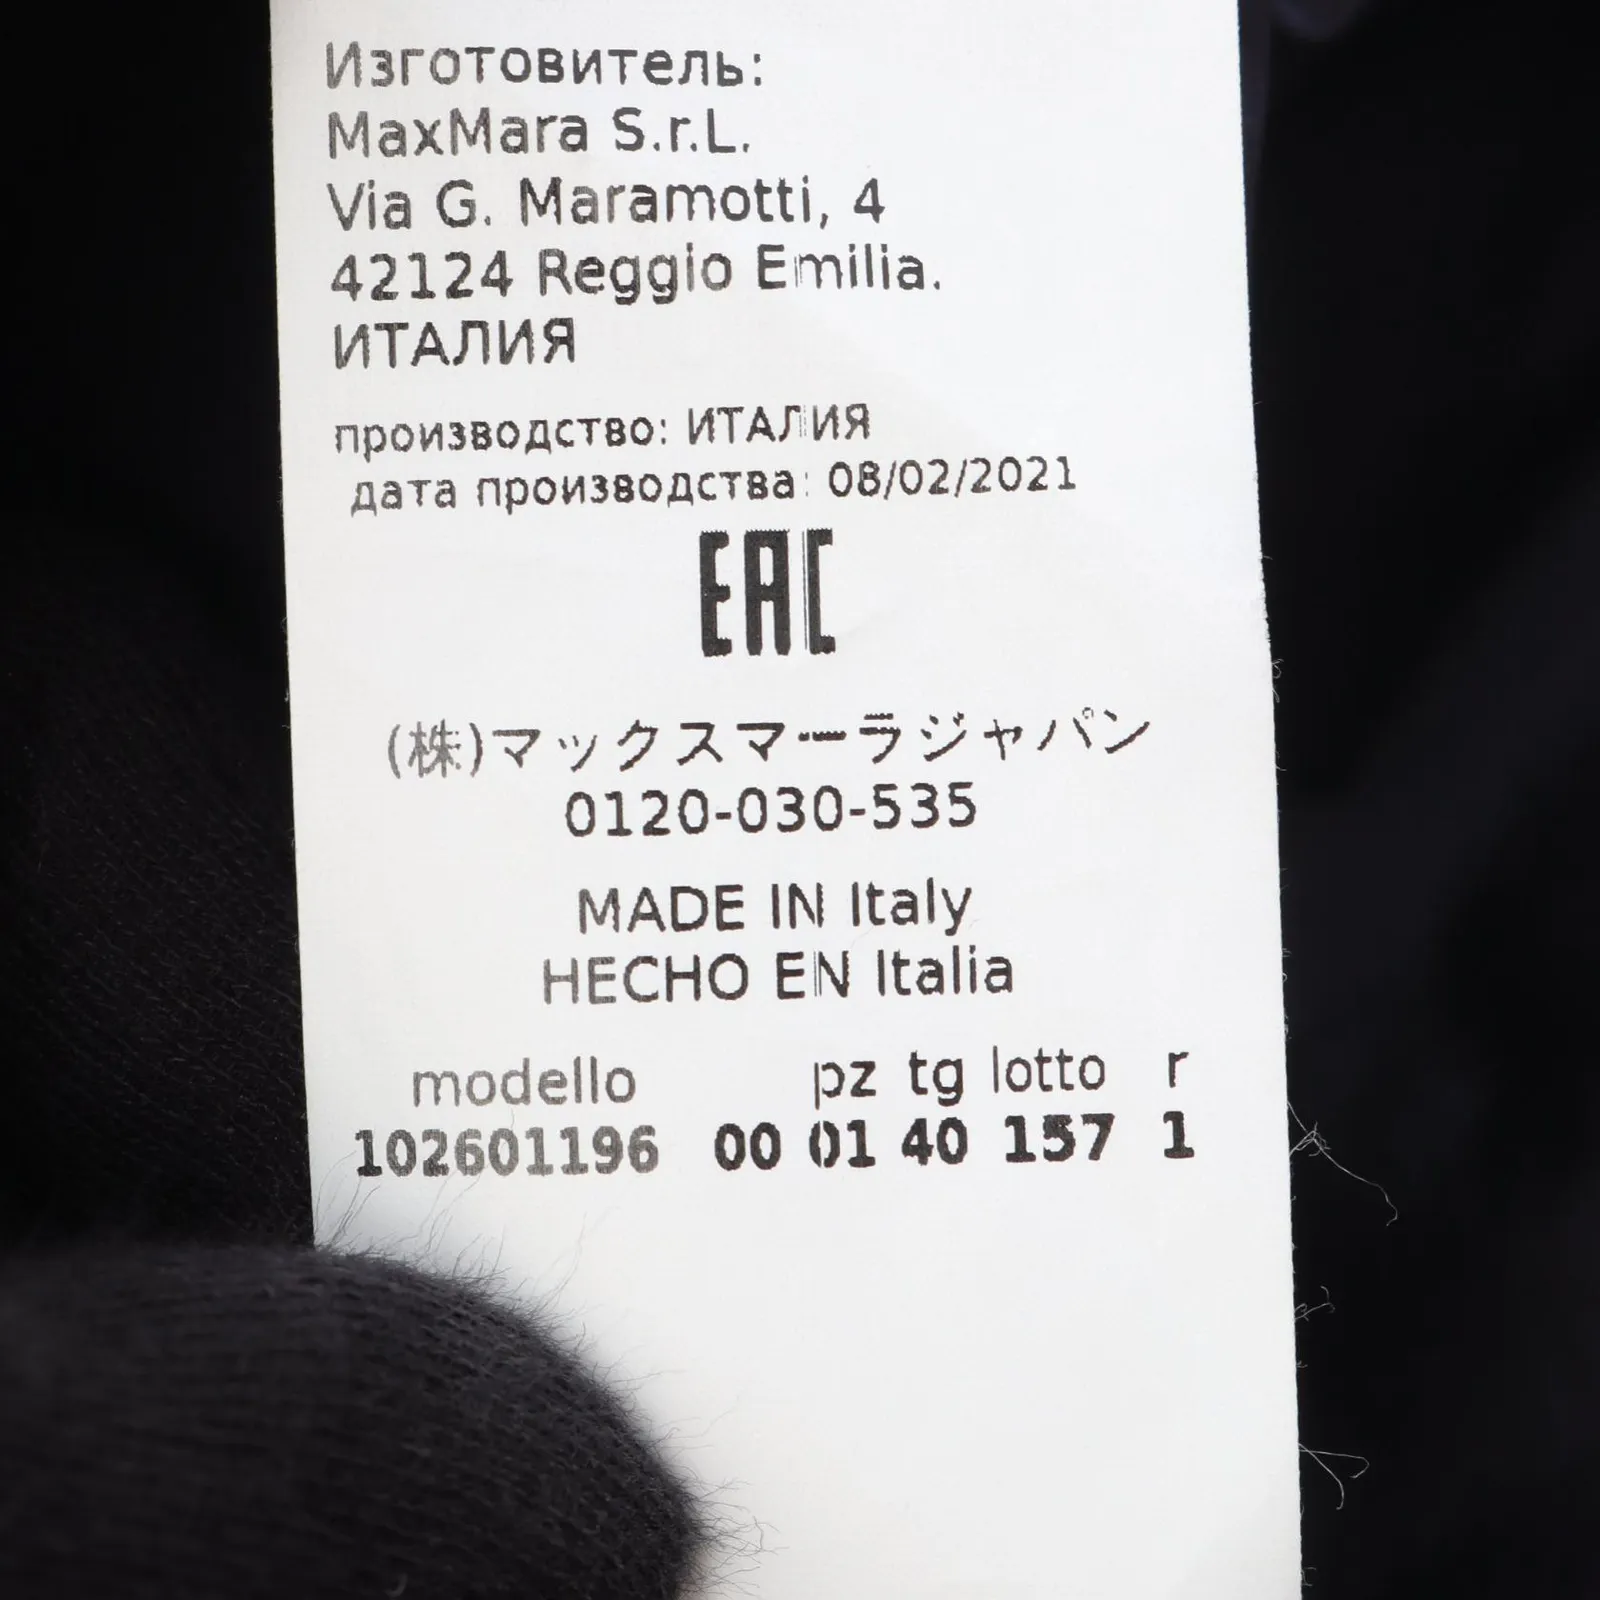 Изготовитель:
MaxMara S.r.L.
Via G. Maramotti, 4
42124 Reggio Emilia.
ИТАЛИЯ
производство: ИТАЛИЯ
дата производства: 08/02/2021
EAC
(株)マックスマーラジャパン
0120-030-535
MADE IN Italy
HECHO EN Italia
modello pz tg lotto r
102601196 00 01 40 157 1